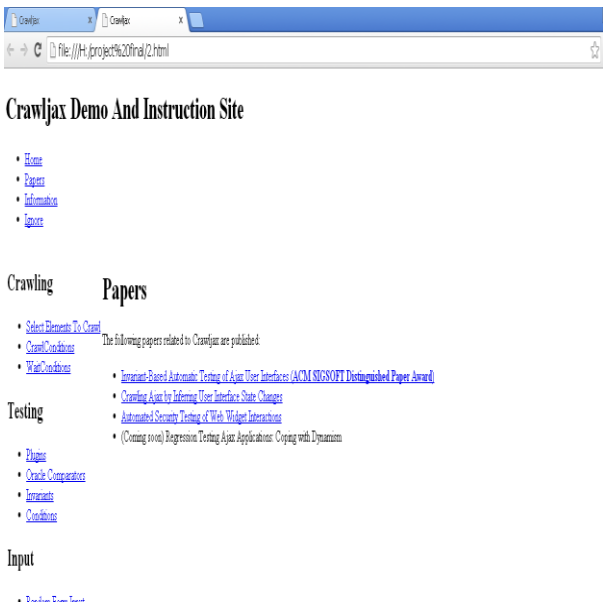 Crawljax
Crawljax
file:///H:/project%20final/2.html
Crawljax Demo And Instruction Site
Home
Papers
Information
Ignore
Crawling
Select Elements To Crawl
CrawlConditions
WaitConditions
Testing
Plugins
Oracle Comparators
Invariants
Conditions
Input
Random Form Input
Papers
The following papers related to Crawljax are published:
Invariant-Based Automatic Testing of Ajax User Interfaces (ACM SIGSOFT Distinguished Paper Award)
Crawling Ajax by Inferring User Interface State Changes
Automated Security Testing of Web Widget Interactions
(Coming soon) Regression Testing Ajax Applications: Coping with Dynamism